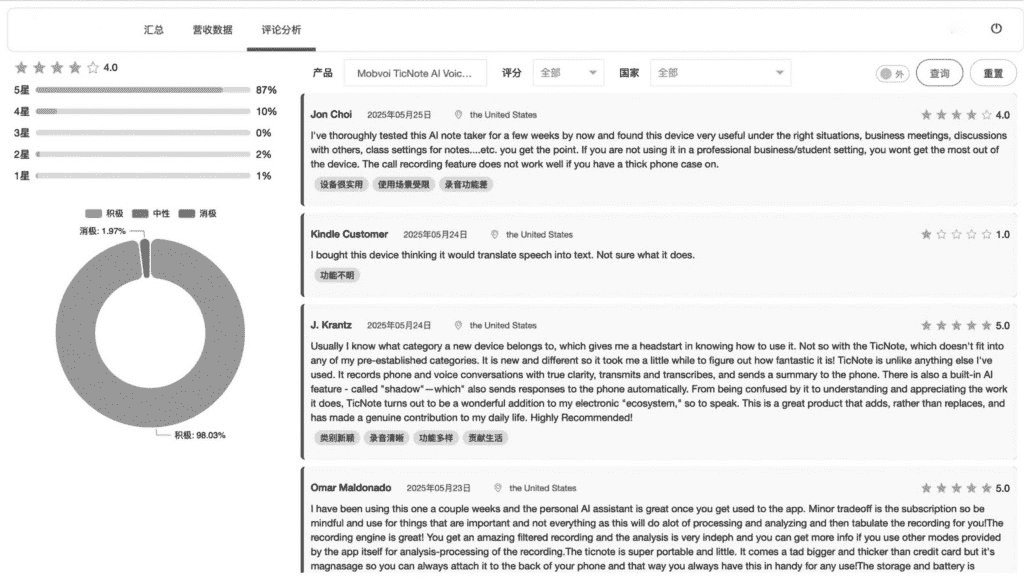 汇总 营收数据 评论分析
4.0
5星 87%
4星 10%
3星 0%
2星 2%
1星 1%
积极 中性 消极
消极: 1.97%
积极: 98.03%
产品 Mobvoi TicNote AI Voic... 评分 全部 国家 全部 外 查询 重置
Jon Choi 2025年05月25日 the United States 4.0
I've thoroughly tested this AI note taker for a few weeks by now and found this device very useful under the right situations, business meetings, discussions
with others, class settings for notes....etc. you get the point. If you are not using it in a professional business/student setting, you wont get the most out of
the device. The call recording feature does not work well if you have a thick phone case on.
设备很实用 使用场景受限 录音功能差
Kindle Customer 2025年05月24日 the United States 1.0
I bought this device thinking it would translate speech into text. Not sure what it does.
功能不明
J. Krantz 2025年05月24日 the United States 5.0
Usually I know what category a new device belongs to, which gives me a headstart in knowing how to use it. Not so with the TicNote, which doesn't fit into
any of my pre-established categories. It is new and different so it took me a little while to figure out how fantastic it is! TicNote is unlike anything else I've
used. It records phone and voice conversations with true clarity, transmits and transcribes, and sends a summary to the phone. There is also a built-in AI
feature - called "shadow"—which" also sends responses to the phone automatically. From being confused by it to understanding and appreciating the work
it does, TicNote turns out to be a wonderful addition to my electronic "ecosystem," so to speak. This is a great product that adds, rather than replaces, and
has made a genuine contribution to my daily life. Highly Recommended!
类别新颖 录音清晰 功能多样 贡献生活
Omar Maldonado 2025年05月23日 the United States 5.0
I have been using this one a couple weeks and the personal AI assistant is great once you get used to the app. Minor tradeoff is the subscription so be
mindful and use for things that are important and not everything as this will do alot of processing and analyzing and then tabulate the recording for you!The
recording engine is great! You get an amazing filtered recording and the analysis is very indeph and you can get more info if you use other modes provided
by the app itself for analysis-processing of the recording.The ticnote is super portable and little. It comes a tad bigger and thicker than credit card but it's
magnasage so you can always attach it to the back of your phone and that way you always have this in handy for any use!The storage and battery is